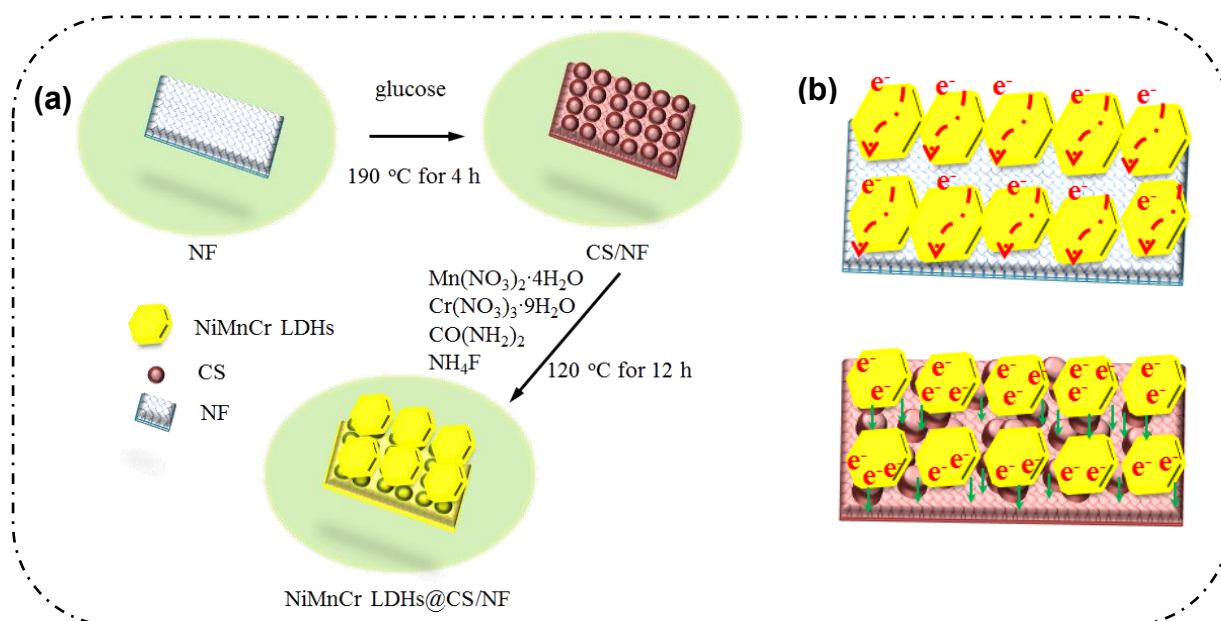 (a)
glucose
190 °C for 4 h
NF
CS/NF
Mn(NO₃)₂·4H₂O
Cr(NO₃)₃·9H₂O
CO(NH₂)₂
NH₄F
120 °C for 12 h
NiMnCr LDHs
CS
NF
NiMnCr LDHs@CS/NF
(b)
e⁻ e⁻ e⁻ e⁻ e⁻
e⁻ e⁻ e⁻ e⁻ e⁻
e⁻ e⁻ e⁻ e⁻ e⁻ e⁻ e⁻
e⁻ e⁻ e⁻ e⁻ e⁻ e⁻
e⁻ e⁻ e⁻ e⁻ e⁻ e⁻ e⁻ e⁻ e⁻ e⁻ e⁻